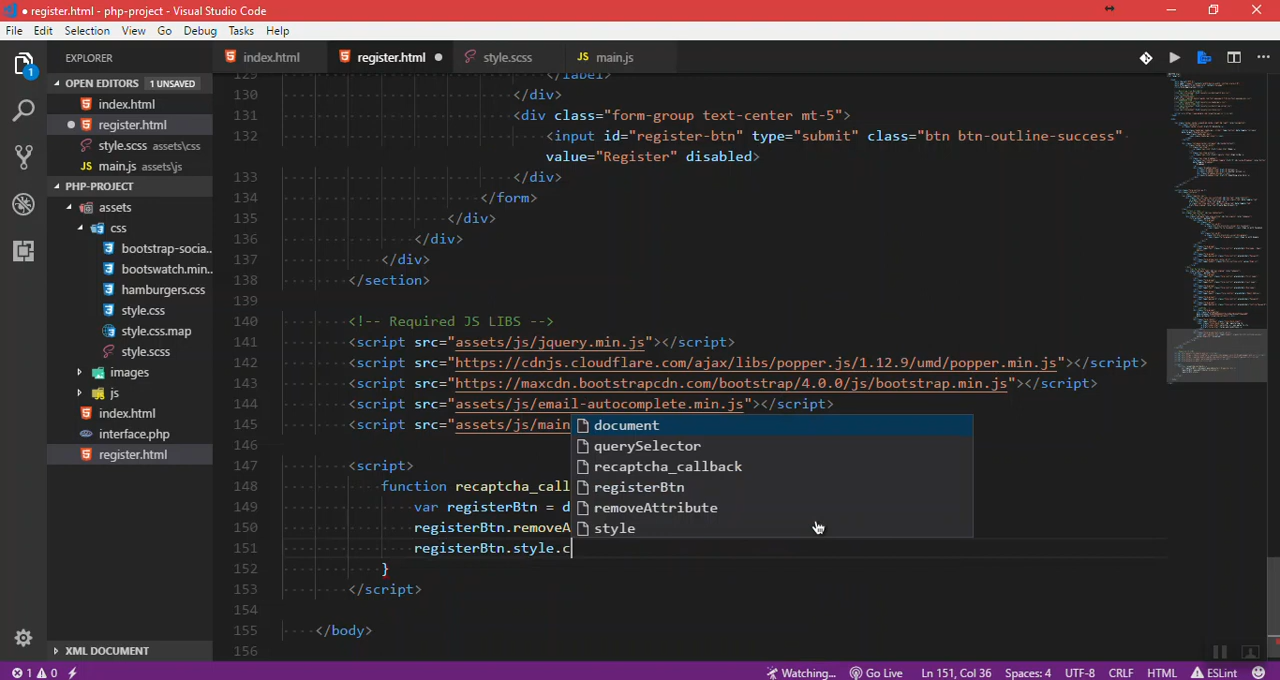 register.html - php-project - Visual Studio Code
File Edit Selection View Go Debug Tasks Help
EXPLORER
index.html
register.html
style.scss
main.js
OPEN EDITORS 1 UNSAVED
index.html
register.html
style.scss assets\css
main.js assets\js
PHP-PROJECT
assets
css
bootstrap-socia...
bootswatch.min...
hamburgers.css
style.css
style.css.map
style.scss
images
js
index.html
interface.php
register.html
XML DOCUMENT
129 </label>
130 </div>
131 <div class="form-group text-center mt-5">
132 <input id="register-btn" type="submit" class="btn btn-outline-success"
value="Register" disabled>
133 </div>
134 </form>
135 </div>
136 </div>
137 </div>
138 </section>
139
140 <!-- Required JS LIBS -->
141 <script src="assets/js/jquery.min.js"></script>
142 <script src="https://cdnjs.cloudflare.com/ajax/libs/popper.js/1.12.9/umd/popper.min.js"></script>
143 <script src="https://maxcdn.bootstrapcdn.com/bootstrap/4.0.0/js/bootstrap.min.js"></script>
144 <script src="assets/js/email-autocomplete.min.js"></script>
145 <script src="assets/js/main
146
147 <script>
148 function recaptcha_call
149 var registerBtn = d
150 registerBtn.removeA
151 registerBtn.style.c
152 }
153 </script>
154
155 </body>
156
document
querySelector
recaptcha_callback
registerBtn
removeAttribute
style
1 0 Watching... Go Live Ln 151, Col 36 Spaces: 4 UTF-8 CRLF HTML ESLint
1